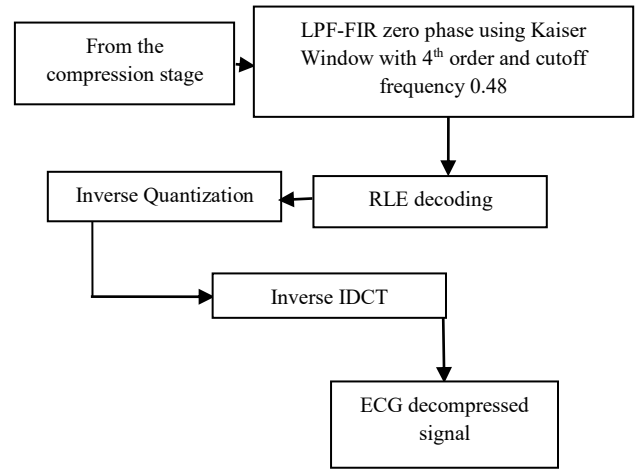 From the
compression stage
LPF-FIR zero phase using Kaiser
Window with 4th order and cutoff
frequency 0.48
Inverse Quantization
RLE decoding
Inverse IDCT
ECG decompressed
signal